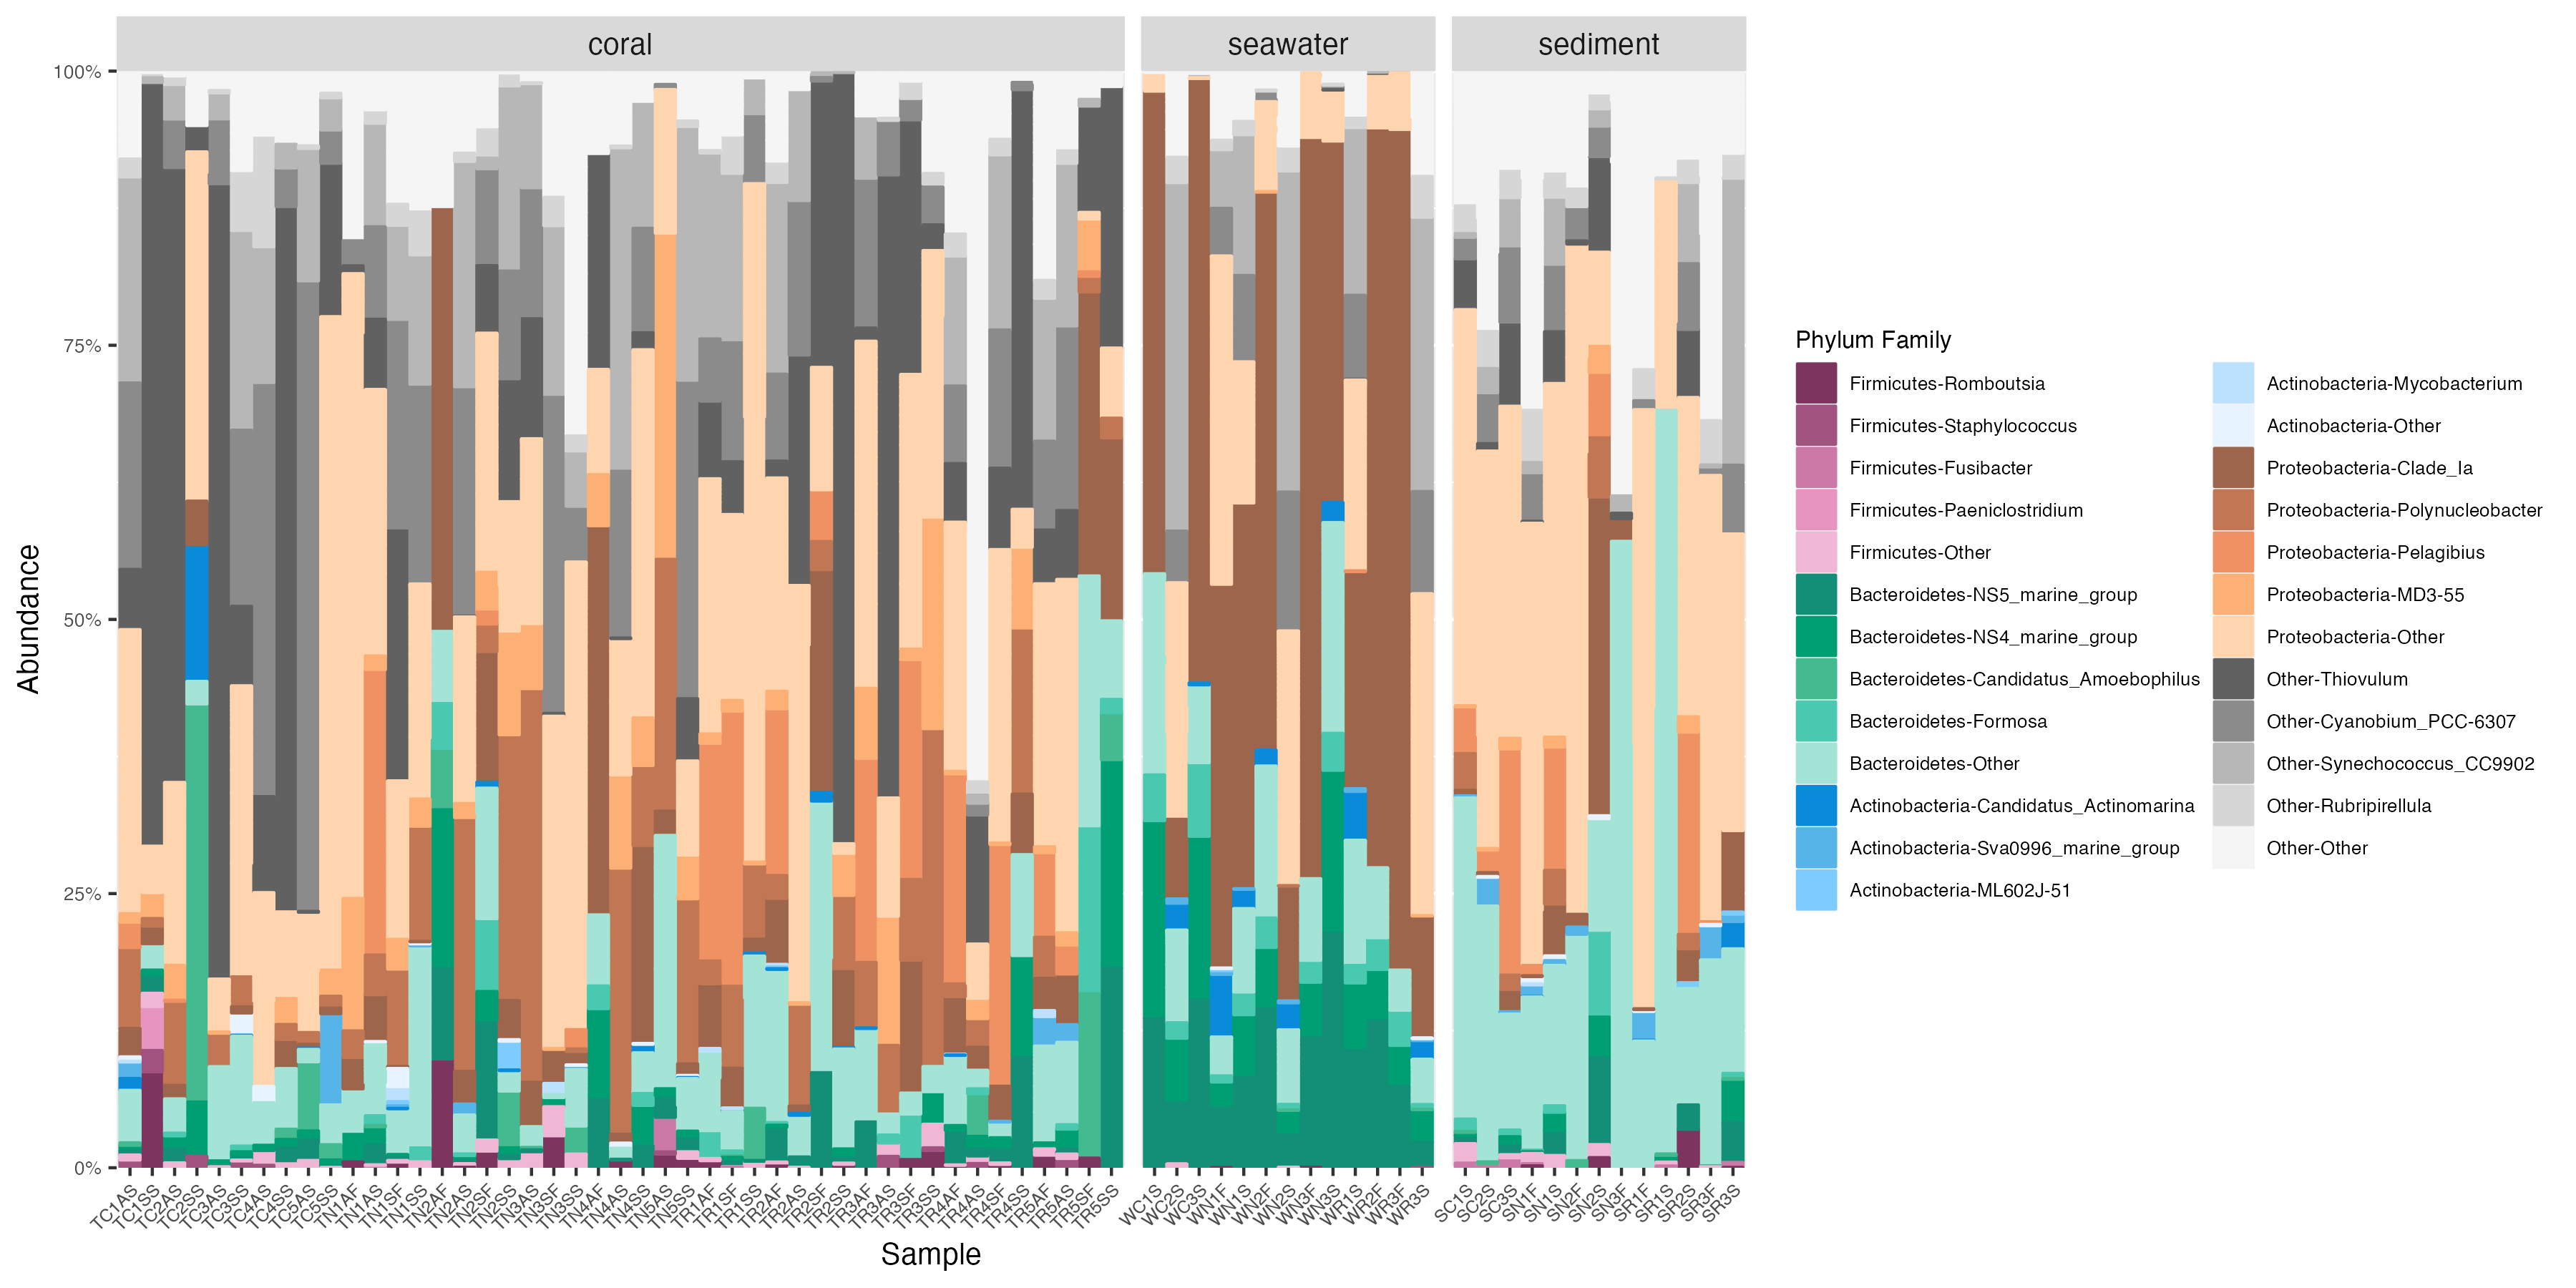 coral
seawater
sediment
100%
75%
50%
25%
0%
Abundance
TC1AS
TC1SS
TC2AS
TC2SS
TC3AS
TC3SS
TC4AS
TC4SS
TC5AS
TC5SS
TN1AF
TN1AS
TN1SF
TN1SS
TN2AF
TN2AS
TN2SF
TN2SS
TN3AS
TN3SF
TN3SS
TN4AF
TN4AS
TN4SS
TN5AS
TN5SS
TR1AF
TR1SF
TR1SS
TR2AF
TR2AS
TR2SF
TR2SS
TR3AF
TR3AS
TR3SF
TR3SS
TR4AF
TR4AS
TR4SF
TR4SS
TR5AF
TR5AS
TR5SF
TR5SS
WC1S
WC2S
WC3S
WN1F
WN1S
WN2F
WN2S
WN3F
WN3S
WR1S
WR2F
WR3F
WR3S
SC1S
SC2S
SC3S
SN1F
SN1S
SN2F
SN2S
SN3F
SR1F
SR1S
SR2S
SR3F
SR3S
Sample
Phylum Family
Firmicutes-Romboutsia
Firmicutes-Staphylococcus
Firmicutes-Fusibacter
Firmicutes-Paeniclostridium
Firmicutes-Other
Bacteroidetes-NS5_marine_group
Bacteroidetes-NS4_marine_group
Bacteroidetes-Candidatus_Amoebophilus
Bacteroidetes-Formosa
Bacteroidetes-Other
Actinobacteria-Candidatus_Actinomarina
Actinobacteria-Sva0996_marine_group
Actinobacteria-ML602J-51
Actinobacteria-Mycobacterium
Actinobacteria-Other
Proteobacteria-Clade_Ia
Proteobacteria-Polynucleobacter
Proteobacteria-Pelagibius
Proteobacteria-MD3-55
Proteobacteria-Other
Other-Thiovulum
Other-Cyanobium_PCC-6307
Other-Synechococcus_CC9902
Other-Rubripirellula
Other-Other